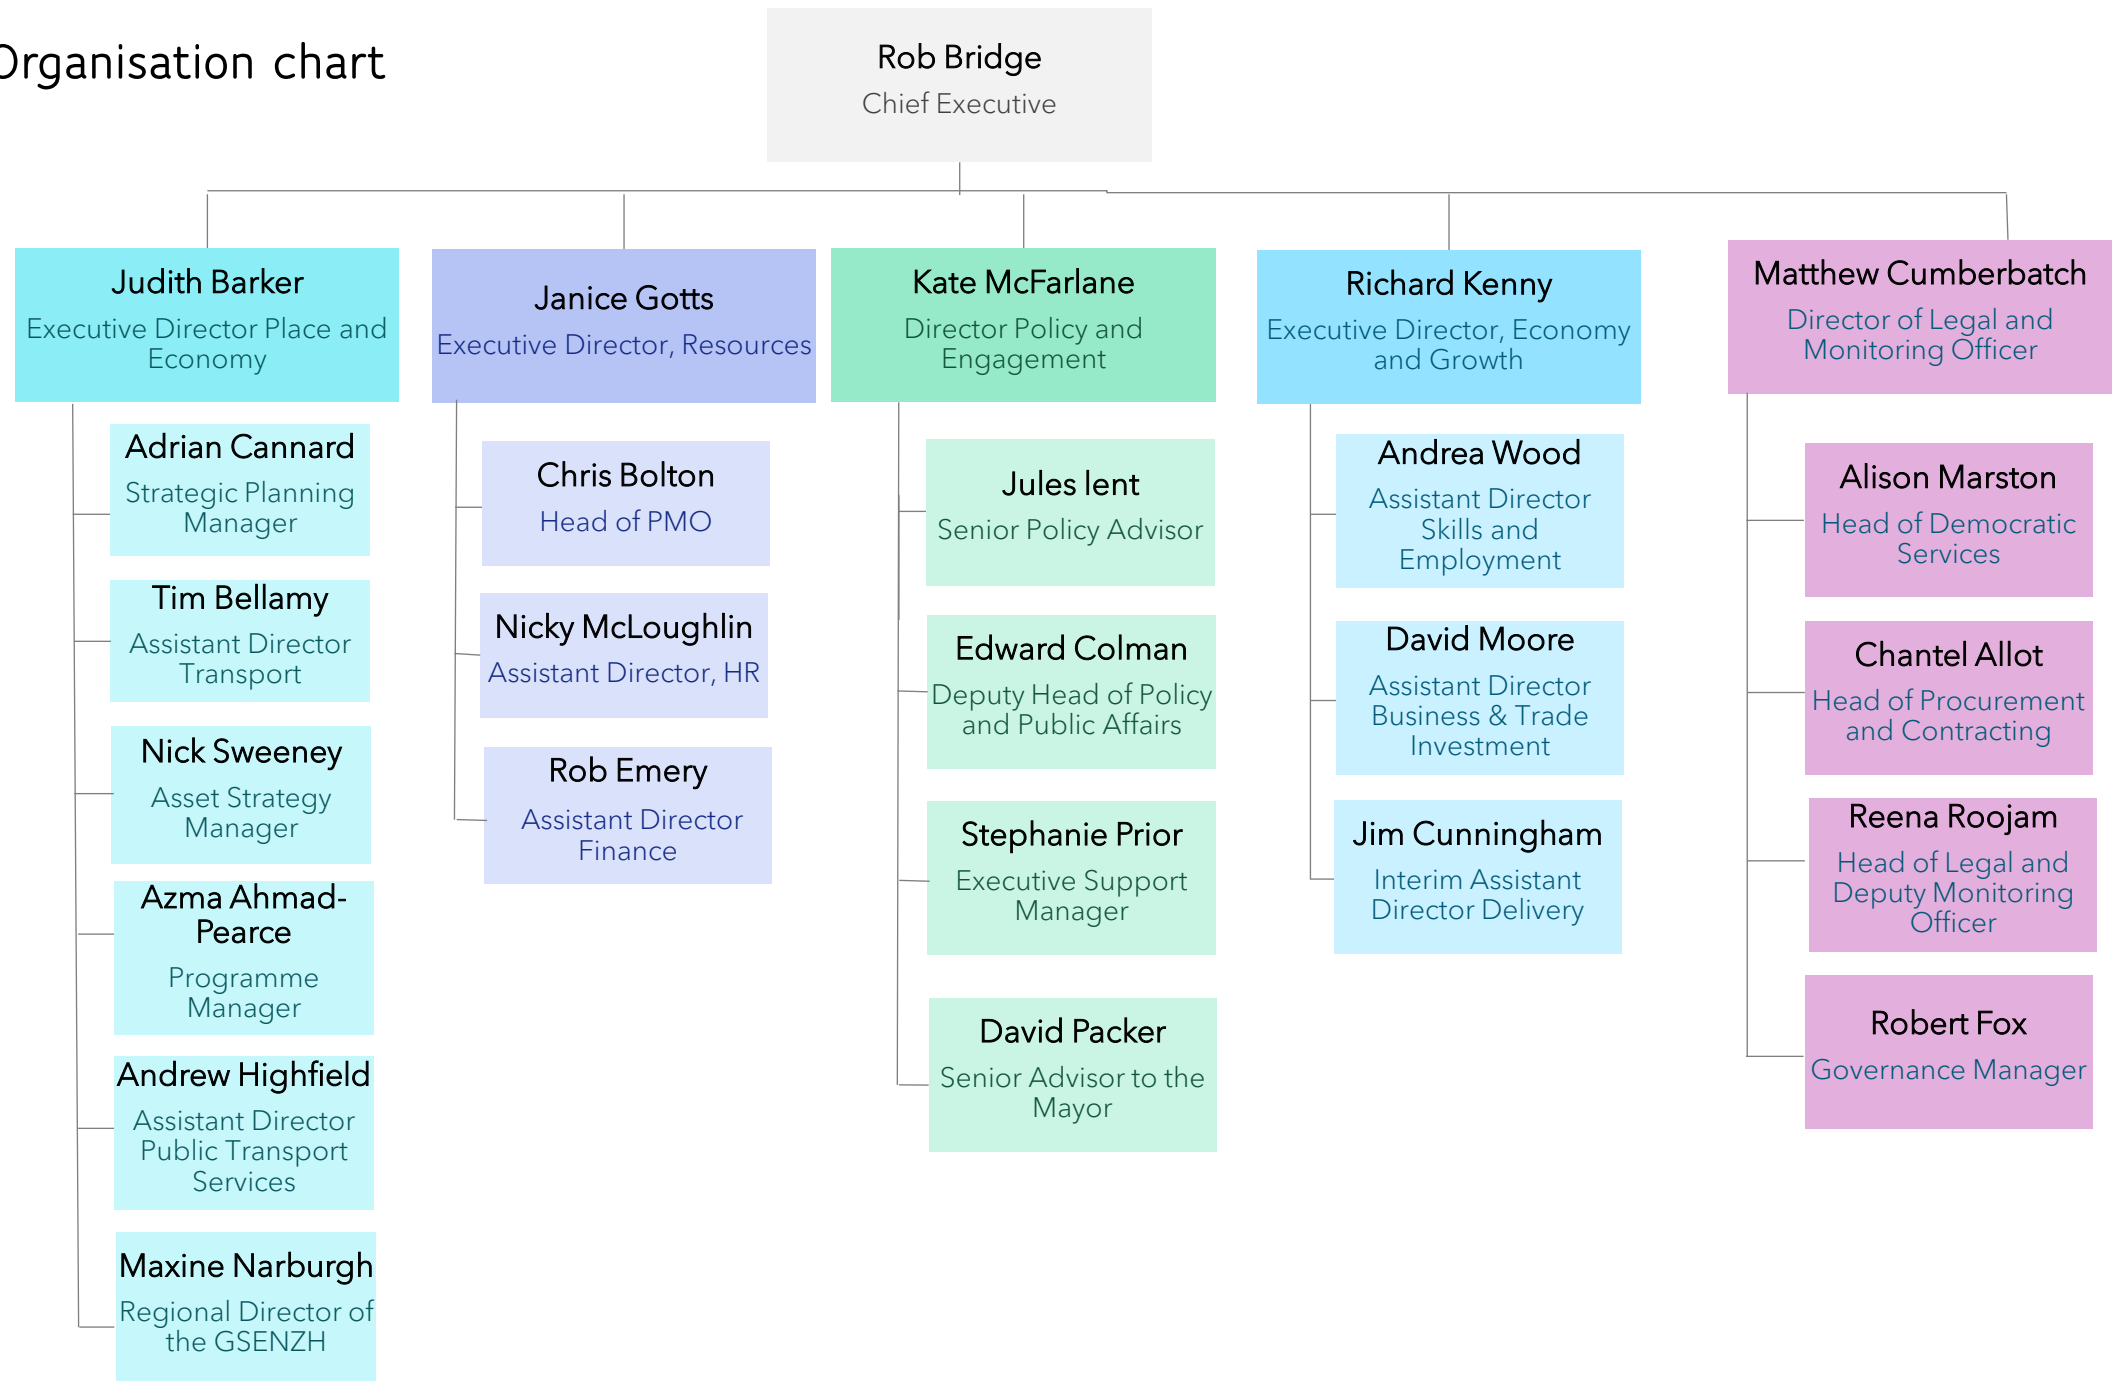 Organisation chart
Rob Bridge
Chief Executive
Judith Barker
Executive Director Place and
Economy
Adrian Cannard
Strategic Planning
Manager
Tim Bellamy
Assistant Director
Transport
Nick Sweeney
Asset Strategy
Manager
Azma Ahmad-
Pearce
Programme
Manager
Andrew Highfield
Assistant Director
Public Transport
Services
Maxine Narburgh
Regional Director of
the GSENZH
Janice Gotts
Executive Director, Resources
Chris Bolton
Head of PMO
Nicky McLoughlin
Assistant Director, HR
Rob Emery
Assistant Director
Finance
Kate McFarlane
Director Policy and
Engagement
Jules Ient
Senior Policy Advisor
Edward Colman
Deputy Head of Policy
and Public Affairs
Stephanie Prior
Executive Support
Manager
David Packer
Senior Advisor to the
Mayor
Richard Kenny
Executive Director, Economy
and Growth
Andrea Wood
Assistant Director
Skills and
Employment
David Moore
Assistant Director
Business & Trade
Investment
Jim Cunningham
Interim Assistant
Director Delivery
Matthew Cumberbatch
Director of Legal and
Monitoring Officer
Alison Marston
Head of Democratic
Services
Chantel Allot
Head of Procurement
and Contracting
Reena Roojam
Head of Legal and
Deputy Monitoring
Officer
Robert Fox
Governance Manager